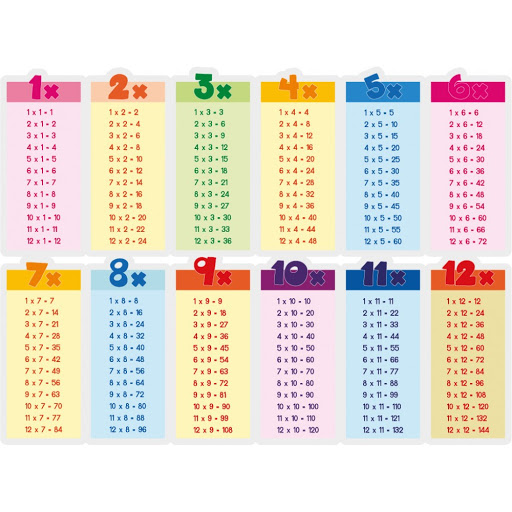 1x
1 x 1 = 1
2 x 1 = 2
3 x 1 = 3
4 x 1 = 4
5 x 1 = 5
6 x 1 = 6
7 x 1 = 7
8 x 1 = 8
9 x 1 = 9
10 x 1 = 10
11 x 1 = 11
12 x 1 = 12
2x
1 x 2 = 2
2 x 2 = 4
3 x 2 = 6
4 x 2 = 8
5 x 2 = 10
6 x 2 = 12
7 x 2 = 14
8 x 2 = 16
9 x 2 = 18
10 x 2 = 20
11 x 2 = 22
12 x 2 = 24
3x
1 x 3 = 3
2 x 3 = 6
3 x 3 = 9
4 x 3 = 12
5 x 3 = 15
6 x 3 = 18
7 x 3 = 21
8 x 3 = 24
9 x 3 = 27
10 x 3 = 30
11 x 3 = 33
12 x 3 = 36
4x
1 x 4 = 4
2 x 4 = 8
3 x 4 = 12
4 x 4 = 16
5 x 4 = 20
6 x 4 = 24
7 x 4 = 28
8 x 4 = 32
9 x 4 = 36
10 x 4 = 40
11 x 4 = 44
12 x 4 = 48
5x
1 x 5 = 5
2 x 5 = 10
3 x 5 = 15
4 x 5 = 20
5 x 5 = 25
6 x 5 = 30
7 x 5 = 35
8 x 5 = 40
9 x 5 = 45
10 x 5 = 50
11 x 5 = 55
12 x 5 = 60
6x
1 x 6 = 6
2 x 6 = 12
3 x 6 = 18
4 x 6 = 24
5 x 6 = 30
6 x 6 = 36
7 x 6 = 42
8 x 6 = 48
9 x 6 = 54
10 x 6 = 60
11 x 6 = 66
12 x 6 = 72
7x
1 x 7 = 7
2 x 7 = 14
3 x 7 = 21
4 x 7 = 28
5 x 7 = 35
6 x 7 = 42
7 x 7 = 49
8 x 7 = 56
9 x 7 = 63
10 x 7 = 70
11 x 7 = 77
12 x 7 = 84
8x
1 x 8 = 8
2 x 8 = 16
3 x 8 = 24
4 x 8 = 32
5 x 8 = 40
6 x 8 = 48
7 x 8 = 56
8 x 8 = 64
9 x 8 = 72
10 x 8 = 80
11 x 8 = 88
12 x 8 = 96
9x
1 x 9 = 9
2 x 9 = 18
3 x 9 = 27
4 x 9 = 36
5 x 9 = 45
6 x 9 = 54
7 x 9 = 63
8 x 9 = 72
9 x 9 = 81
10 x 9 = 90
11 x 9 = 99
12 x 9 = 108
10x
1 x 10 = 10
2 x 10 = 20
3 x 10 = 30
4 x 10 = 40
5 x 10 = 50
6 x 10 = 60
7 x 10 = 70
8 x 10 = 80
9 x 10 = 90
10 x 10 = 100
11 x 10 = 110
12 x 10 = 120
11x
1 x 11 = 11
2 x 11 = 22
3 x 11 = 33
4 x 11 = 44
5 x 11 = 55
6 x 11 = 66
7 x 11 = 77
8 x 11 = 88
9 x 11 = 99
10 x 11 = 110
11 x 11 = 121
12 x 11 = 132
12x
1 x 12 = 12
2 x 12 = 24
3 x 12 = 36
4 x 12 = 48
5 x 12 = 60
6 x 12 = 72
7 x 12 = 84
8 x 12 = 96
9 x 12 = 108
10 x 12 = 120
11 x 12 = 132
12 x 12 = 144